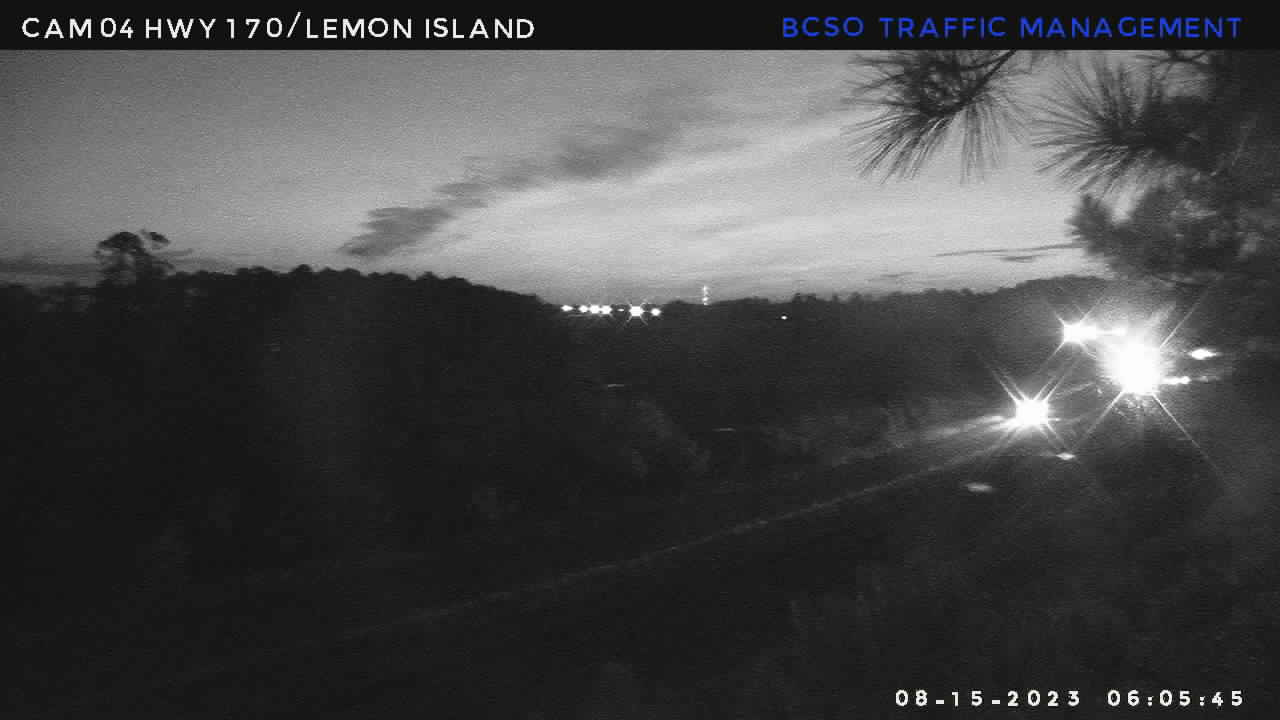 CAM04 HWY 170/LEMON ISLAND
BCSO TRAFFIC MANAGEMENT
08-15-2023 06:05:45